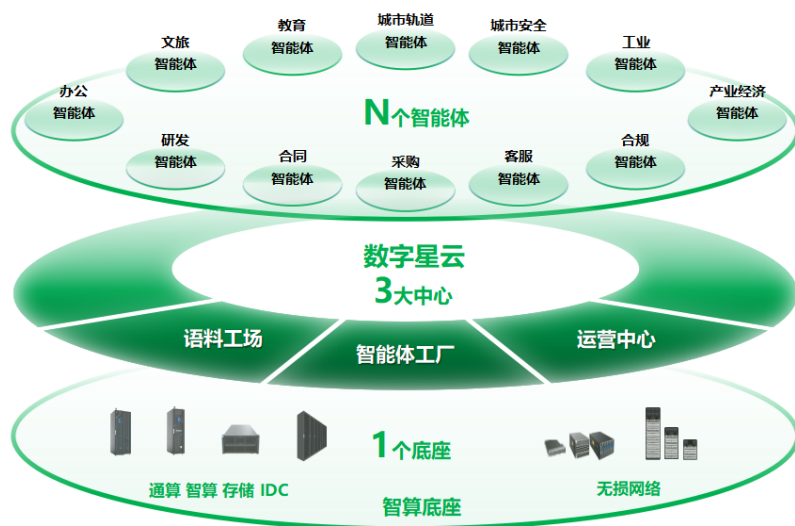 办公
智能体
文旅
智能体
教育
智能体
城市轨道
智能体
城市安全
智能体
工业
智能体
产业经济
智能体
N个智能体
研发
智能体
合同
智能体
采购
智能体
客服
智能体
合规
智能体
数字星云
3大中心
语料工场
智能体工厂
运营中心
1个底座
通算 智算 存储 IDC
无损网络
智算底座